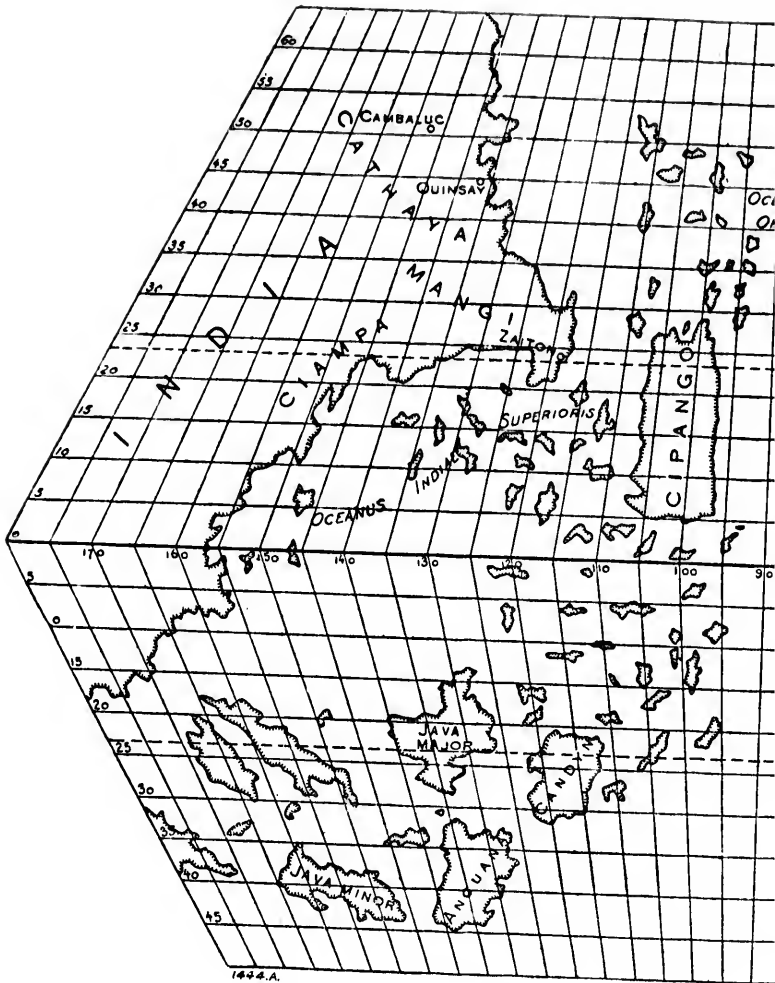 60
55
50
CAMBALUC
CATHAYA
45
QUINSAY
40
OCE
OR
35
INDIA
MANGI
30
25
ZAITON
CIAMPA
20
CIPANGO
15
SUPERIORIS
10
INDIAE
5
OCEANUS
0
170
160
150
140
130
120
110
100
90
5
0
15
20
JAVA
MAJOR
25
CANDIN
30
35
ANGUANA
40
JAVA MINOR
45
1444.A.